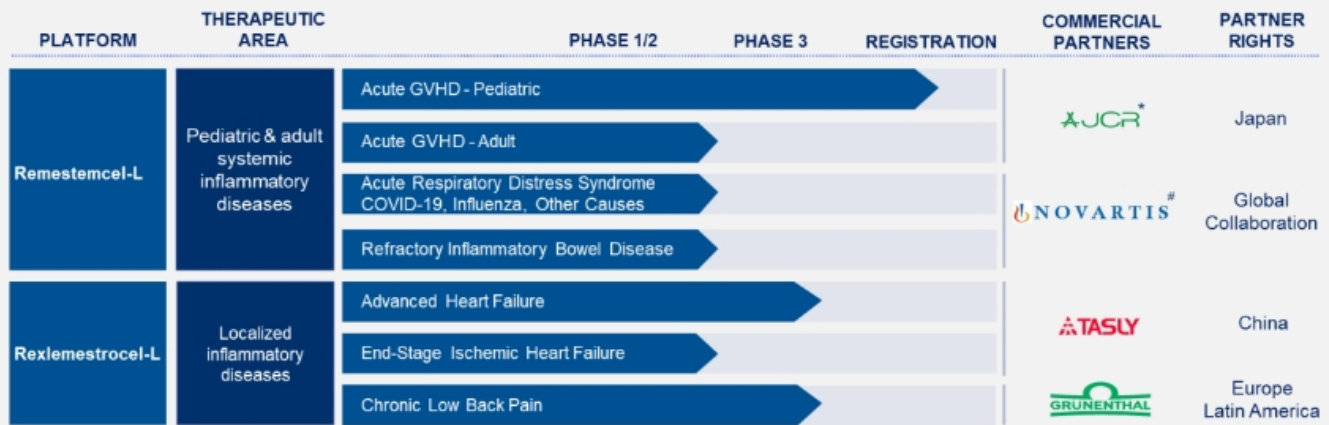 PLATFORM
THERAPEUTIC
AREA
PHASE 1/2
PHASE 3
REGISTRATION
COMMERCIAL
PARTNERS
PARTNER
RIGHTS
Remestemcel-L
Pediatric & adult
systemic
inflammatory
diseases
Acute GVHD - Pediatric
Acute GVHD - Adult
Acute Respiratory Distress Syndrome
COVID-19, Influenza, Other Causes
Refractory Inflammatory Bowel Disease
JCR*
Japan
NOVARTIS#
Global
Collaboration
Rexlemestrocel-L
Localized
inflammatory
diseases
Advanced Heart Failure
End-Stage Ischemic Heart Failure
Chronic Low Back Pain
TASLY
China
GRÜNENTHAL
Europe
Latin America